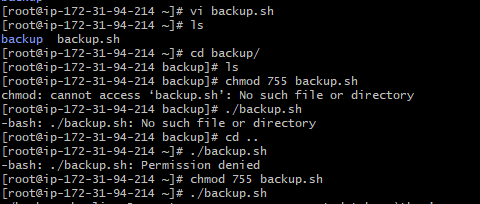 backup
[root@ip-172-31-94-214 ~]# vi backup.sh
[root@ip-172-31-94-214 ~]# ls
backup  backup.sh
[root@ip-172-31-94-214 ~]# cd backup/
[root@ip-172-31-94-214 backup]# ls
[root@ip-172-31-94-214 backup]# chmod 755 backup.sh
chmod: cannot access ‘backup.sh’: No such file or directory
[root@ip-172-31-94-214 backup]# ./backup.sh
-bash: ./backup.sh: No such file or directory
[root@ip-172-31-94-214 backup]# cd ..
[root@ip-172-31-94-214 ~]# ./backup.sh
-bash: ./backup.sh: Permission denied
[root@ip-172-31-94-214 ~]# chmod 755 backup.sh
[root@ip-172-31-94-214 ~]# ./backup.sh